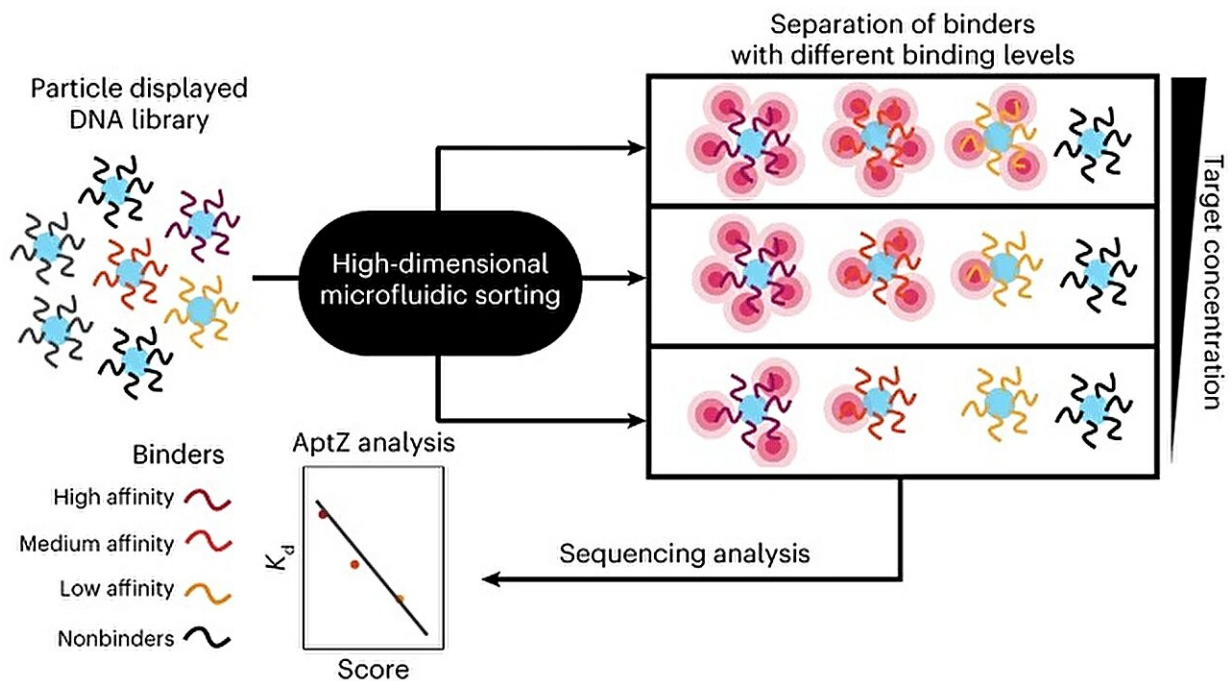 Separation of binders
with different binding levels
Particle displayed
DNA library
High-dimensional
microfluidic sorting
Target concentration
AptZ analysis
Binders
High affinity
Medium affinity
Low affinity
Nonbinders
Kd
Score
Sequencing analysis